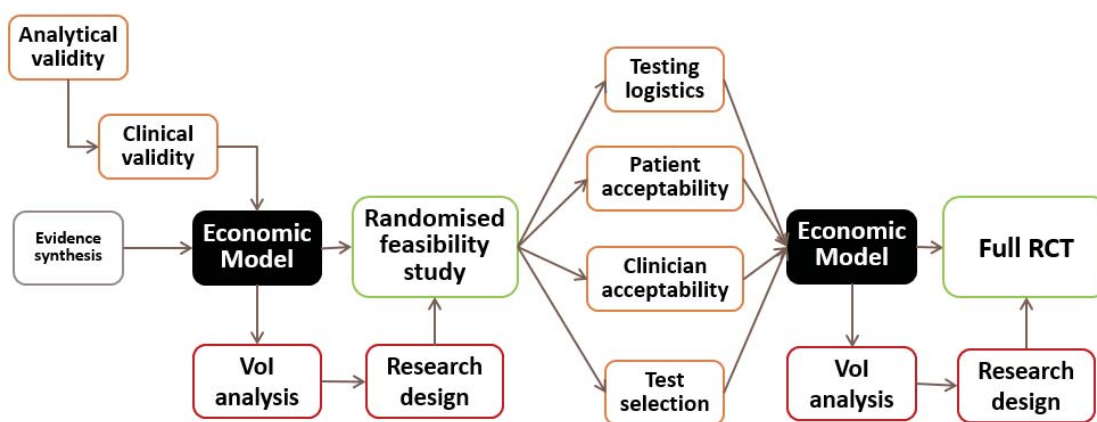 Analytical
validity
Clinical
validity
Evidence
synthesis
Economic
Model
VoI
analysis
Randomised
feasibility
study
Research
design
Testing
logistics
Patient
acceptability
Clinician
acceptability
Test
selection
Economic
Model
VoI
analysis
Full RCT
Research
design